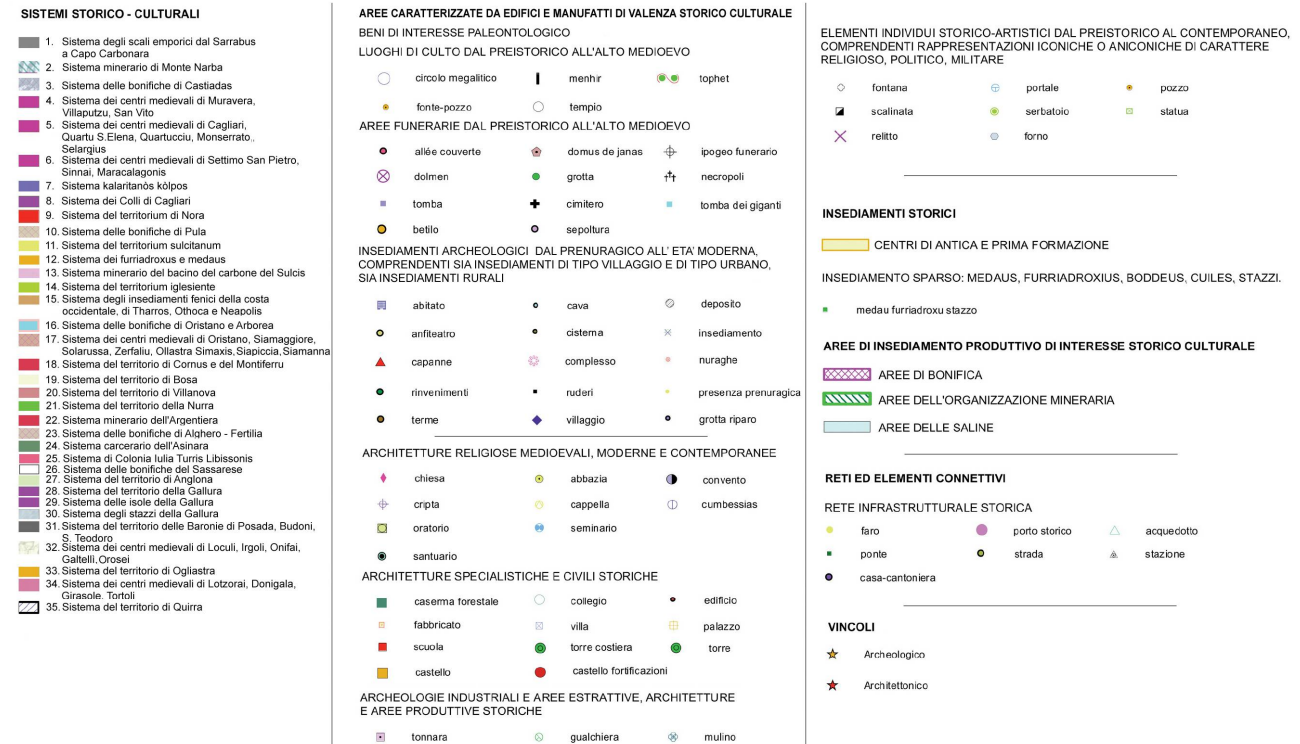 SISTEMI STORICO - CULTURALI
1. Sistema degli scali emporici dal Sarrabus
a Capo Carbonara
2. Sistema minerario di Monte Narba
3. Sistema delle bonifiche di Castiadas
4. Sistema dei centri medievali di Muravera,
Villaputzu, San Vito
5. Sistema dei centri medievali di Cagliari,
Quartu S.Elena, Quartucciu, Monserrato,.
Selargius
6. Sistema dei centri medievali di Settimo San Pietro,
Sinnai, Maracalagonis
7. Sistema kalaritanòs kòlpos
8. Sistema dei Colli di Cagliari
9. Sistema del territorium di Nora
10. Sistema delle bonifiche di Pula
11. Sistema del territorium sulcitanum
12. Sistema dei furriadroxus e medaus
13. Sistema minerario del bacino del carbone del Sulcis
14. Sistema del territorium iglesiente
15. Sistema degli insediamenti fenici della costa
occidentale, di Tharros, Othoca e Neapolis
16. Sistema delle bonifiche di Oristano e Arborea
17. Sistema dei centri medievali di Oristano, Siamaggiore,
Solarussa, Zerfaliu, Ollastra Simaxis,Siapiccia,Siamanna
18. Sistema del territorio di Cornus e del Montiferru
19. Sistema del territorio di Bosa
20. Sistema del territorio di Villanova
21. Sistema del territorio della Nurra
22. Sistema minerario dell'Argentiera
23. Sistema delle bonifiche di Alghero - Fertilia
24. Sistema carcerario dell'Asinara
25. Sistema di Colonia Iulia Turris Libissonis
26. Sistema delle bonifiche del Sassarese
27. Sistema del territorio di Anglona
28. Sistema del territorio della Gallura
29. Sistema delle isole della Gallura
30. Sistema degli stazzi della Gallura
31. Sistema del territorio delle Baronie di Posada, Budoni,
S. Teodoro
32. Sistema dei centri medievali di Loculi, Irgoli, Onifai,
Galtellì,Orosei
33. Sistema del territorio di Ogliastra
34. Sistema dei centri medievali di Lotzorai, Donigala,
Girasole, Tortolì
35. Sistema del territorio di Quirra
AREE CARATTERIZZATE DA EDIFICI E MANUFATTI DI VALENZA STORICO CULTURALE
BENI DI INTERESSE PALEONTOLOGICO
LUOGHI DI CULTO DAL PREISTORICO ALL'ALTO MEDIOEVO
circolo megalitico menhir tophet
fonte-pozzo tempio
AREE FUNERARIE DAL PREISTORICO ALL'ALTO MEDIOEVO
allée couverte domus de janas ipogeo funerario
dolmen grotta necropoli
tomba cimitero tomba dei giganti
betilo sepoltura
INSEDIAMENTI ARCHEOLOGICI DAL PRENURAGICO ALL' ETA' MODERNA,
COMPRENDENTI SIA INSEDIAMENTI DI TIPO VILLAGGIO E DI TIPO URBANO,
SIA INSEDIAMENTI RURALI
abitato cava deposito
anfiteatro cisterna insediamento
capanne complesso nuraghe
rinvenimenti ruderi presenza prenuragica
terme villaggio grotta riparo
ARCHITETTURE RELIGIOSE MEDIOEVALI, MODERNE E CONTEMPORANEE
chiesa abbazia convento
cripta cappella cumbessias
oratorio seminario
santuario
ARCHITETTURE SPECIALISTICHE E CIVILI STORICHE
caserma forestale collegio edificio
fabbricato villa palazzo
scuola torre costiera torre
castello castello fortificazioni
ARCHEOLOGIE INDUSTRIALI E AREE ESTRATTIVE, ARCHITETTURE
E AREE PRODUTTIVE STORICHE
tonnara gualchiera mulino
ELEMENTI INDIVIDUI STORICO-ARTISTICI DAL PREISTORICO AL CONTEMPORANEO,
COMPRENDENTI RAPPRESENTAZIONI ICONICHE O ANICONICHE DI CARATTERE
RELIGIOSO, POLITICO, MILITARE
fontana portale pozzo
scalinata serbatoio statua
relitto forno
INSEDIAMENTI STORICI
CENTRI DI ANTICA E PRIMA FORMAZIONE
INSEDIAMENTO SPARSO: MEDAUS, FURRIADROXIUS, BODDEUS, CUILES, STAZZI.
medau furriadroxu stazzo
AREE DI INSEDIAMENTO PRODUTTIVO DI INTERESSE STORICO CULTURALE
AREE DI BONIFICA
AREE DELL'ORGANIZZAZIONE MINERARIA
AREE DELLE SALINE
RETI ED ELEMENTI CONNETTIVI
RETE INFRASTRUTTURALE STORICA
faro porto storico acquedotto
ponte strada stazione
casa-cantoniera
VINCOLI
Archeologico
Architettonico